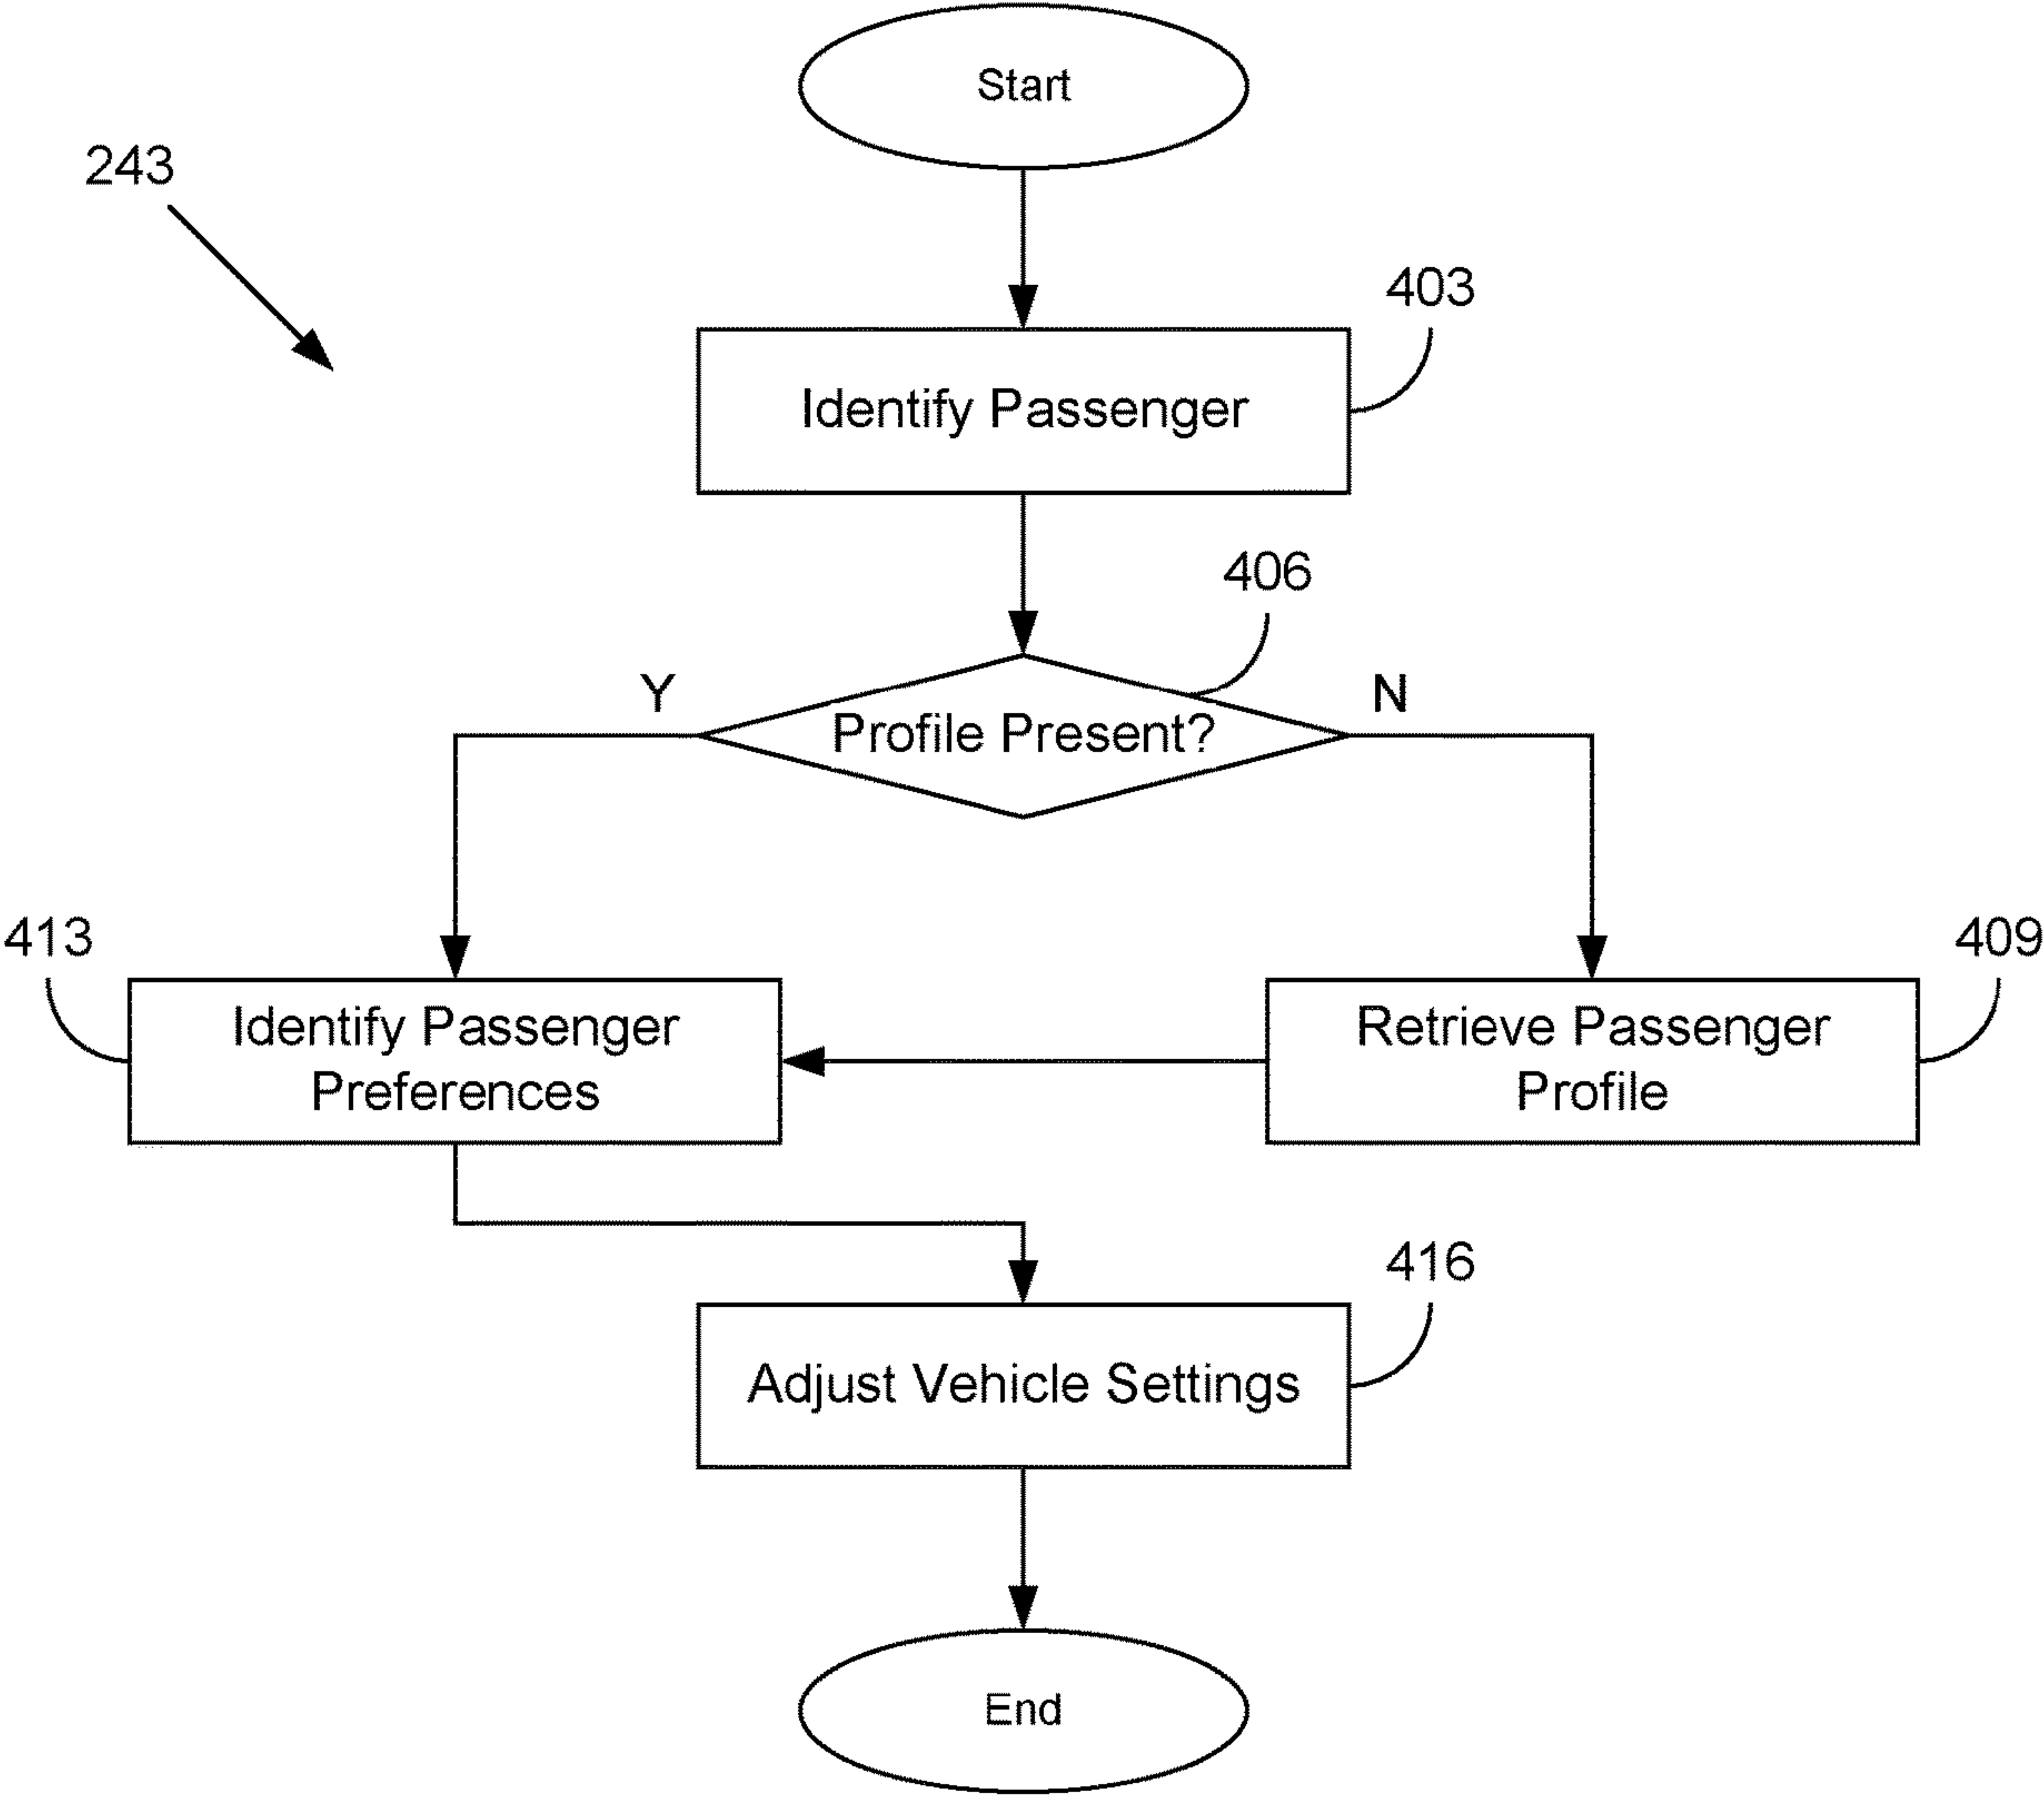 Start
243
403
Identify Passenger
406
Y
N
Profile Present?
413
409
Identify Passenger
Preferences
Retrieve Passenger
Profile
416
Adjust Vehicle Settings
End